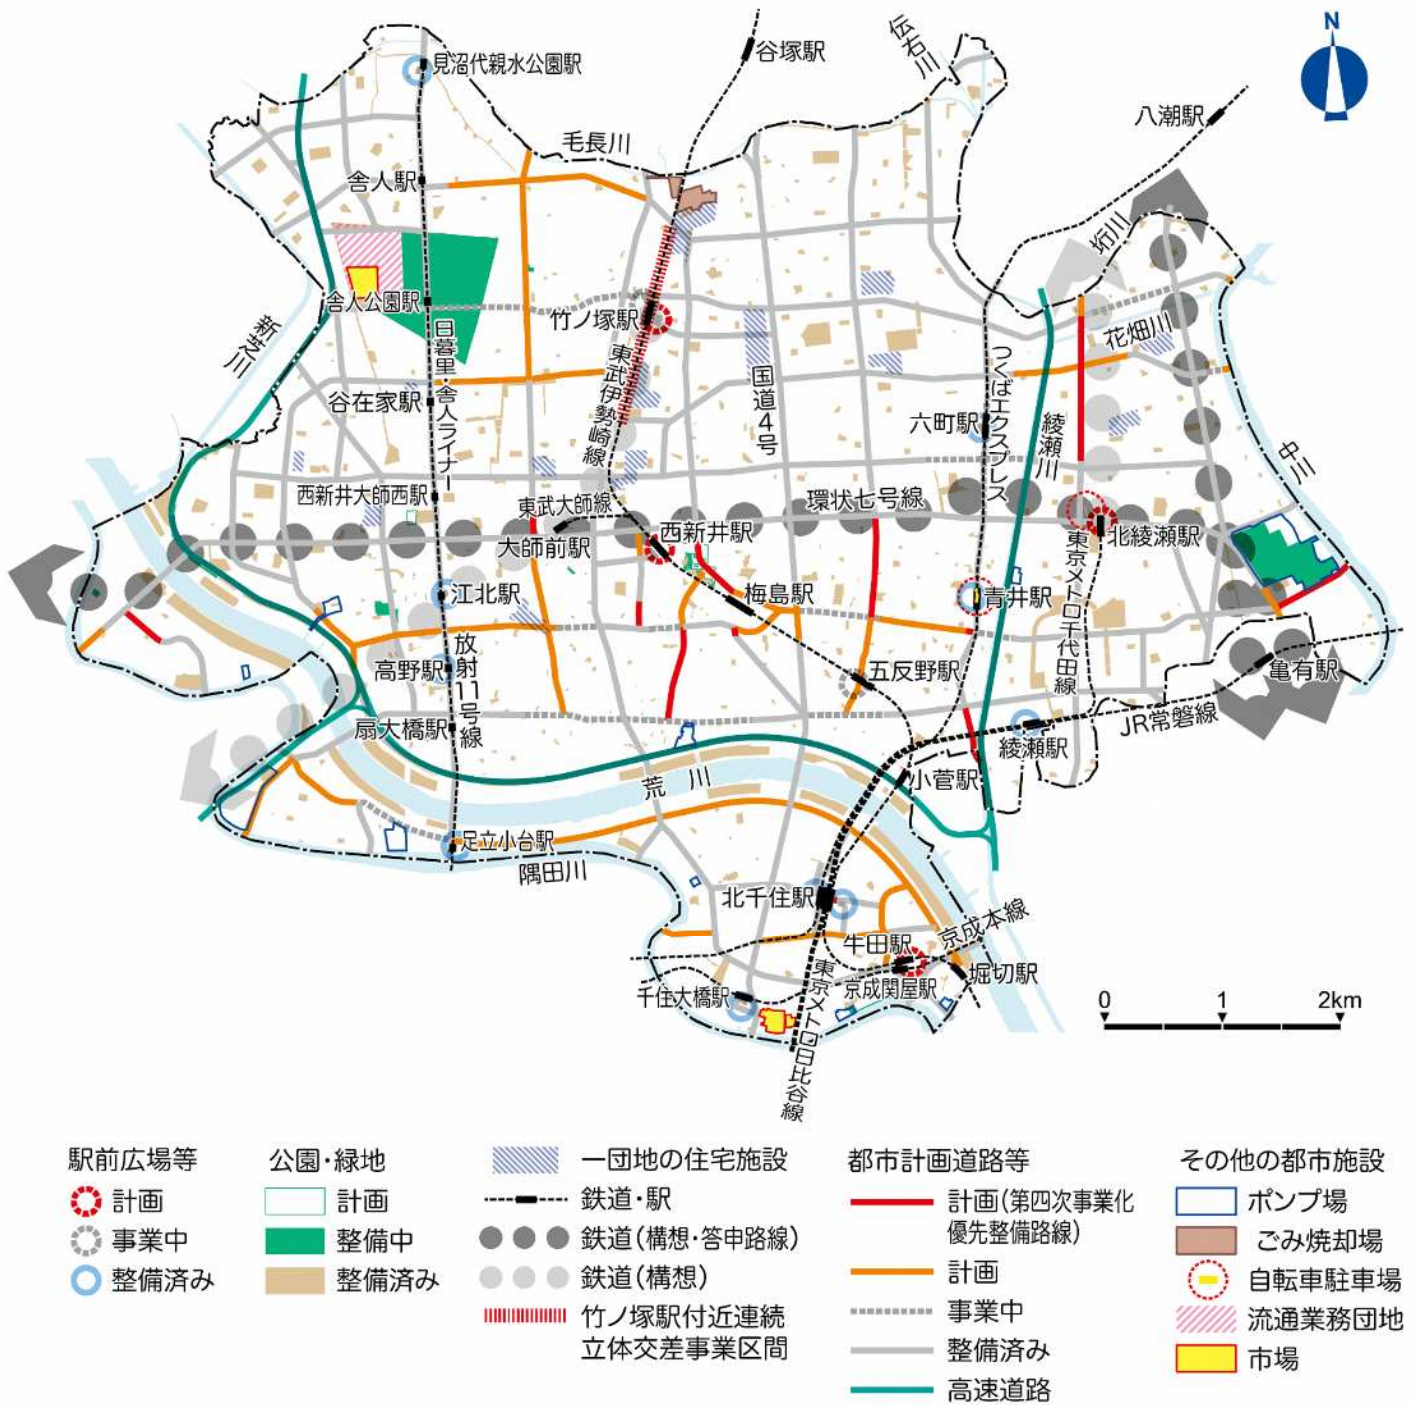 N
谷塚駅
伝右川
見沼代親水公園駅
八潮駅
毛長川
舎人駅
垳川
舎人公園駅
竹ノ塚駅
新芝川
日暮里・舎人ライナー
東武伊勢崎線
国道4号
つくばエクスプレス
花畑川
谷在家駅
六町駅
綾瀬川
中川
西新井大師西駅
東武大師線
環状七号線
大師前駅
西新井駅
北綾瀬駅
江北駅
梅島駅
青井駅
東京メトロ千代田線
高野駅
放射11号線
五反野駅
亀有駅
扇大橋駅
綾瀬駅
JR常磐線
荒川
小菅駅
足立小台駅
隅田川
北千住駅
牛田駅
京成本線
千住大橋駅
東京メトロ日比谷線
京成関屋駅
堀切駅
0 1 2km
駅前広場等
計画
事業中
整備済み
公園・緑地
計画
整備中
整備済み
一団地の住宅施設
鉄道・駅
鉄道(構想・答申路線)
鉄道(構想)
竹ノ塚駅付近連続
立体交差事業区間
都市計画道路等
計画(第四次事業化
優先整備路線)
計画
事業中
整備済み
高速道路
その他の都市施設
ポンプ場
ごみ焼却場
自転車駐車場
流通業務団地
市場